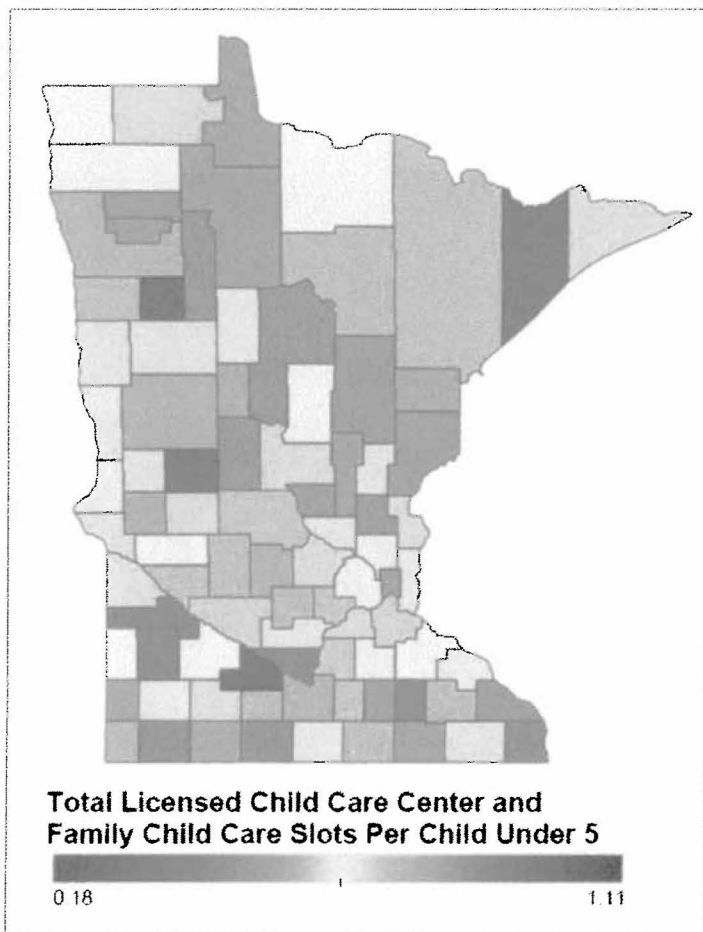 Total Licensed Child Care Center and
Family Child Care Slots Per Child Under 5
0.18 1.11